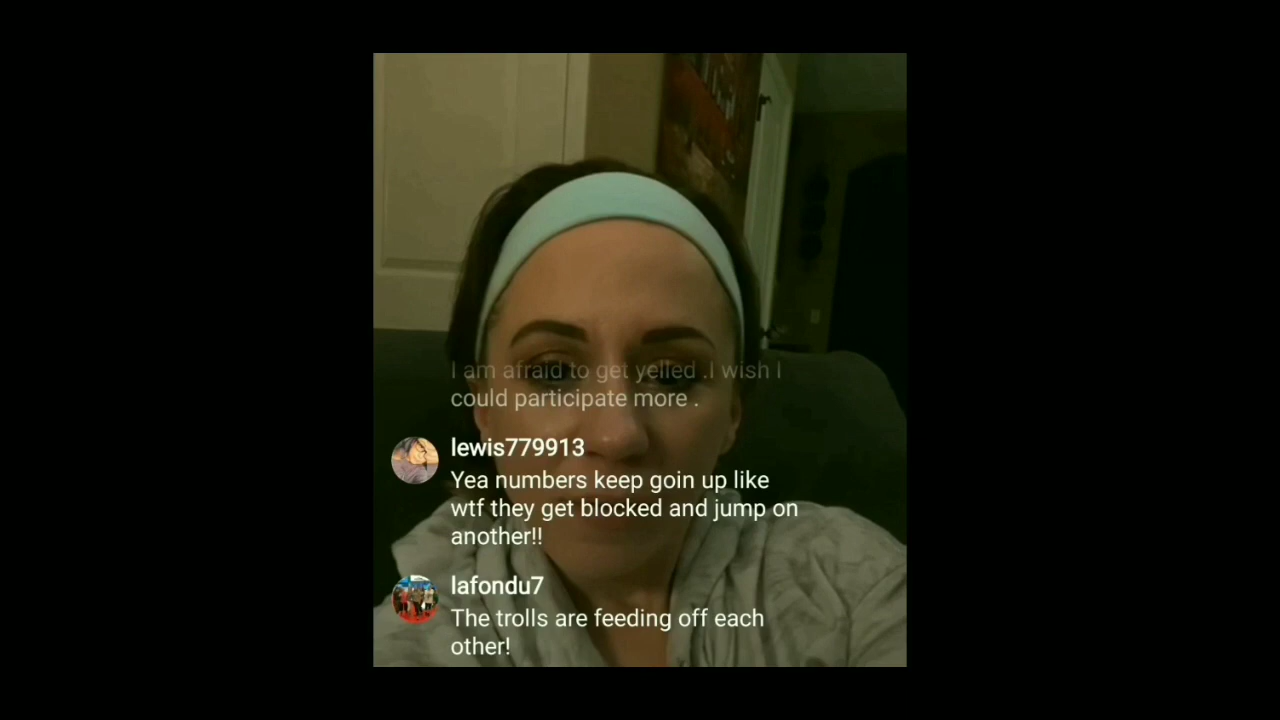 I am afraid to get yelled .I wish I
could participate more .
lewis779913
Yea numbers keep goin up like
wtf they get blocked and jump on
another!!
lafondu7
The trolls are feeding off each
other!